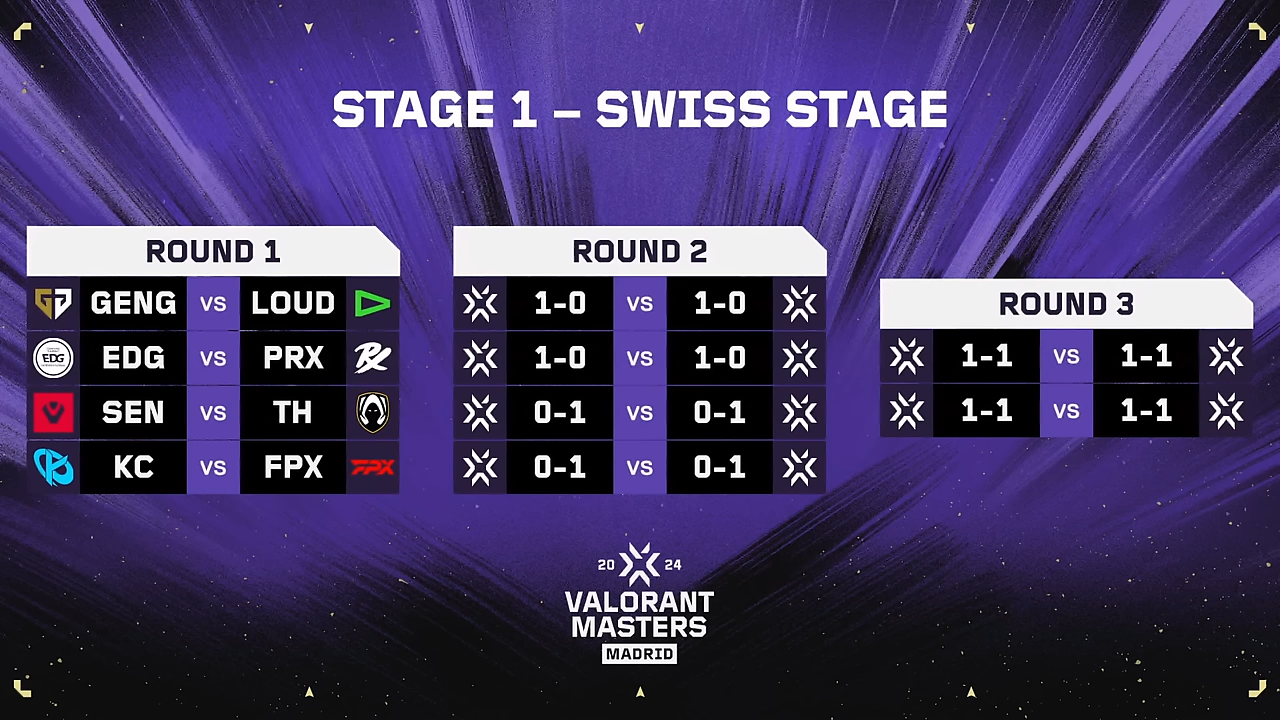 STAGE 1 – SWISS STAGE
ROUND 1
GENG VS LOUD
EDG EDG VS PRX
SEN VS TH
KC VS FPX FPX
ROUND 2
1-0 VS 1-0
1-0 VS 1-0
0-1 VS 0-1
0-1 VS 0-1
ROUND 3
1-1 VS 1-1
1-1 VS 1-1
20 24
VALORANT
MASTERS
MADRID